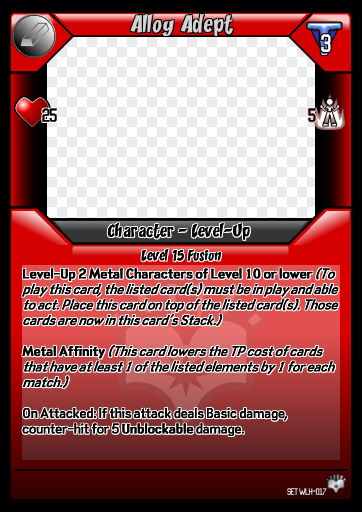 Alloy Adept
3
25
5
Character - Level-Up
Level 15 Fusion
Level-Up 2 Metal Characters of Level 10 or lower (To
play this card, the listed card(s) must be in play and able
to act. Place this card on top of the listed card(s). Those
cards are now in this card's Stack.)
Metal Affinity (This card lowers the TP cost of cards
that have at least 1 of the listed elements by 1 for each
match.)
On Attacked: If this attack deals Basic damage,
counter-hit for 5 Unblockable damage.
SET WLH-017